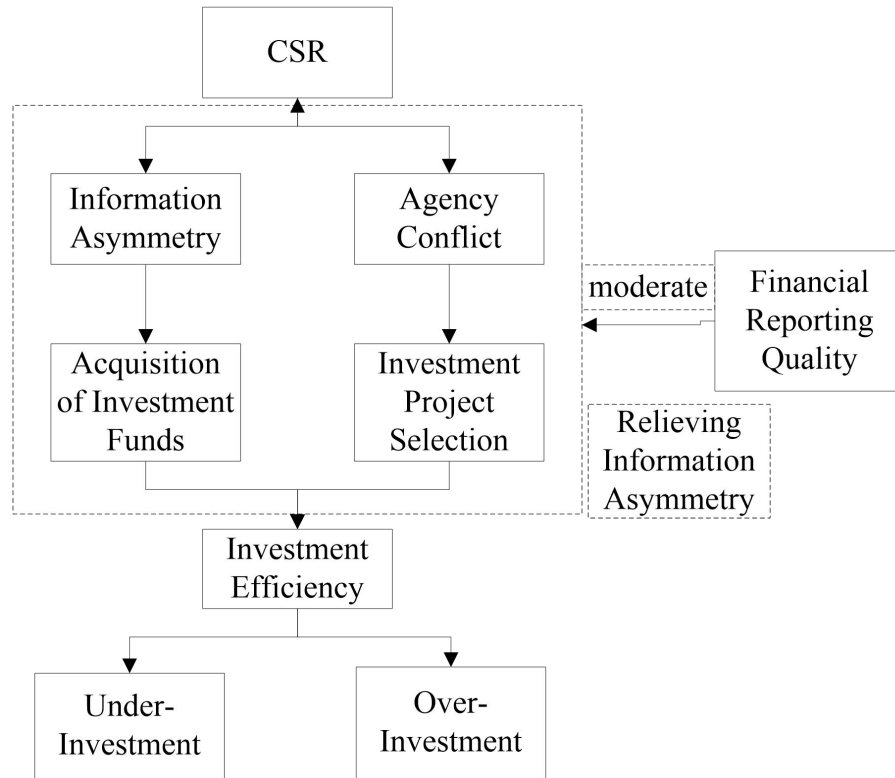 CSR
Information
Asymmetry
Agency
Conflict
moderate
Financial
Reporting
Quality
Acquisition
of Investment
Funds
Investment
Project
Selection
Relieving
Information
Asymmetry
Investment
Efficiency
Under-
Investment
Over-
Investment